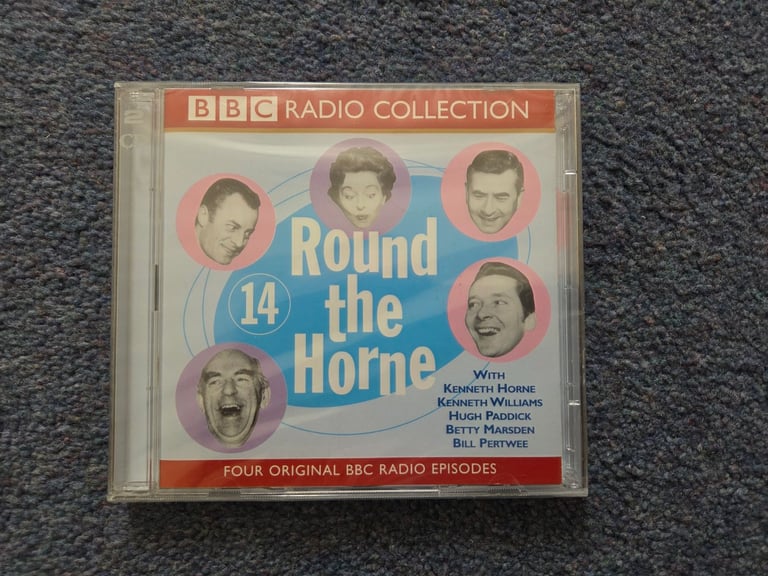 BBC RADIO COLLECTION
Round
the
Horne
14
WITH
KENNETH HORNE
KENNETH WILLIAMS
HUGH PADDICK
BETTY MARSDEN
BILL PERTWEE
FOUR ORIGINAL BBC RADIO EPISODES